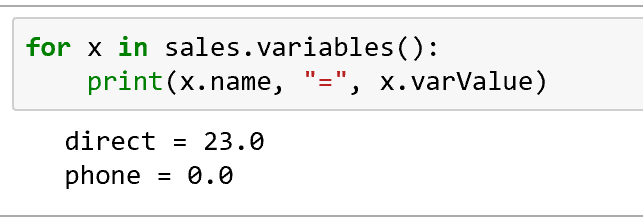 for x in sales.variables():
    print(x.name, "=", x.varValue)
direct = 23.0
phone = 0.0